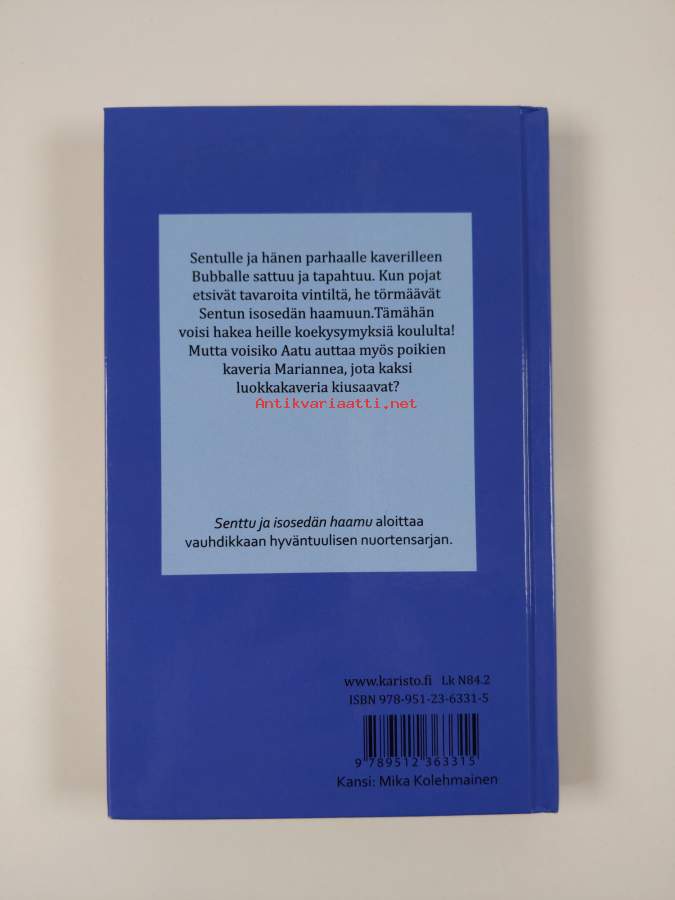 Sentulle ja hänen parhaalle kaverilleen
Bubballe sattuu ja tapahtuu. Kun pojat
etsivät tavaroita vintiltä, he törmäävät
Sentun isosedän haamuun.Tämähän
voisi hakea heille koekysymyksiä koululta!
Mutta voisiko Aatu auttaa myös poikien
kaveria Mariannea, jota kaksi
luokkakaveria kiusaavat?
Antikvariaatti.net
Senttu ja isosedän haamu aloittaa
vauhdikkaan hyväntuulisen nuortensarjan.
www.karisto.fi Lk N84.2
ISBN 978-951-23-6331-5
9 789512 363315
Kansi: Mika Kolehmainen